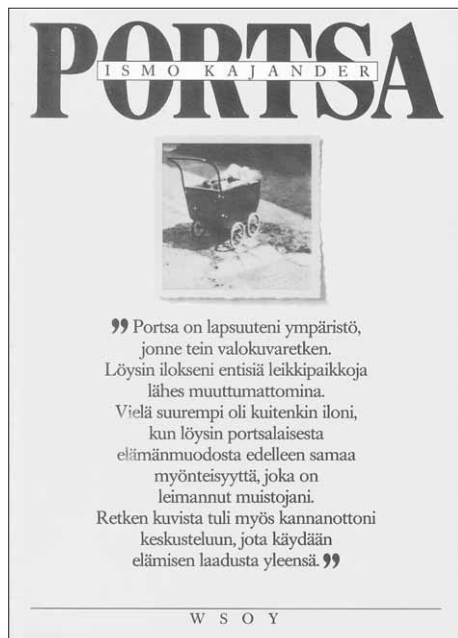 PORTSA
ISMO KAJANDER
❞ Portsa on lapsuuteni ympäristö,
jonne tein valokuvaretken.
Löysin ilokseni entisiä leikkipaikkoja
lähes muuttumattomina.
Vielä suurempi oli kuitenkin iloni,
kun löysin portsalaisesta
elämänmuodosta edelleen samaa
myönteisyyttä, joka on
leimannut muistojani.
Retken kuvista tuli myös kannanottoni
keskusteluun, jota käydään
elämisen laadusta yleensä. ❞
WSOY